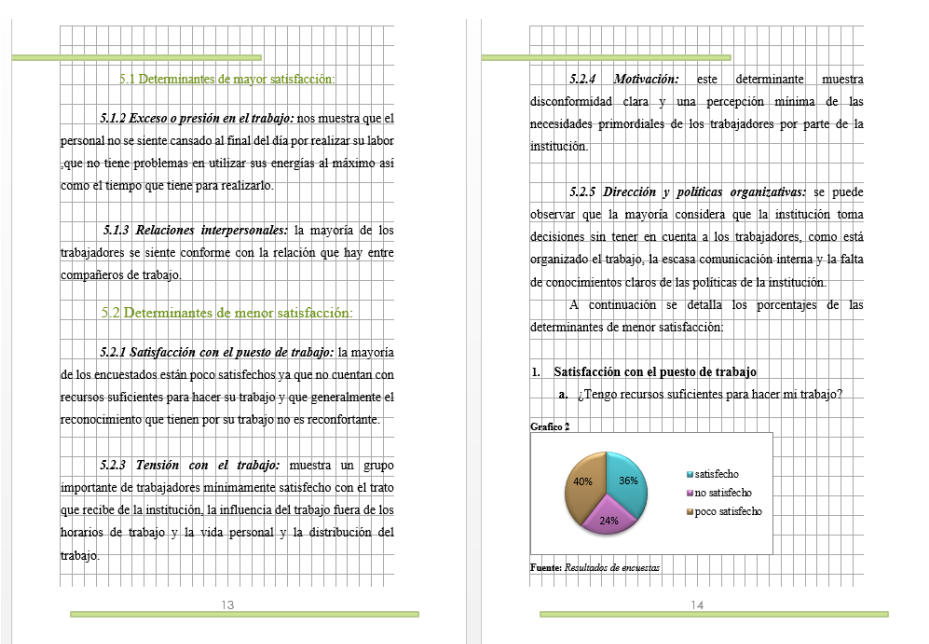 5.1 Determinantes de mayor satisfacción:
5.1.2 Exceso o presión en el trabajo: nos muestra que el
personal no se siente cansado al final del día por realizar su labor
,que no tiene problemas en utilizar sus energías al máximo así
como el tiempo que tiene para realizarlo.
5.1.3 Relaciones interpersonales: la mayoría de los
trabajadores se siente conforme con la relación que hay entre
compañeros de trabajo.
5.2 Determinantes de menor satisfacción:
5.2.1 Satisfacción con el puesto de trabajo: la mayoría
de los encuestados están poco satisfechos ya que no cuentan con
recursos suficientes para hacer su trabajo y que generalmente el
reconocimiento que tienen por su trabajo no es reconfortante.
5.2.3 Tensión con el trabajo: muestra un grupo
importante de trabajadores mínimamente satisfecho con el trato
que recibe de la institución, la influencia del trabajo fuera de los
horarios de trabajo y la vida personal y la distribución del
trabajo.
13
5.2.4 Motivación: este determinante muestra
disconformidad clara y una percepción mínima de las
necesidades primordiales de los trabajadores por parte de la
institución.
5.2.5 Dirección y políticas organizativas: se puede
observar que la mayoría considera que la institución toma
decisiones sin tener en cuenta a los trabajadores, como está
organizado el trabajo, la escasa comunicación interna y la falta
de conocimientos claros de las políticas de la institución.
A continuación se detalla los porcentajes de las
determinantes de menor satisfacción:
1. Satisfacción con el puesto de trabajo
a. ¿Tengo recursos suficientes para hacer mi trabajo?
Grafico 2
40% 36%
24%
satisfecho
no satisfecho
poco satisfecho
Fuente: Resultados de encuestas
14